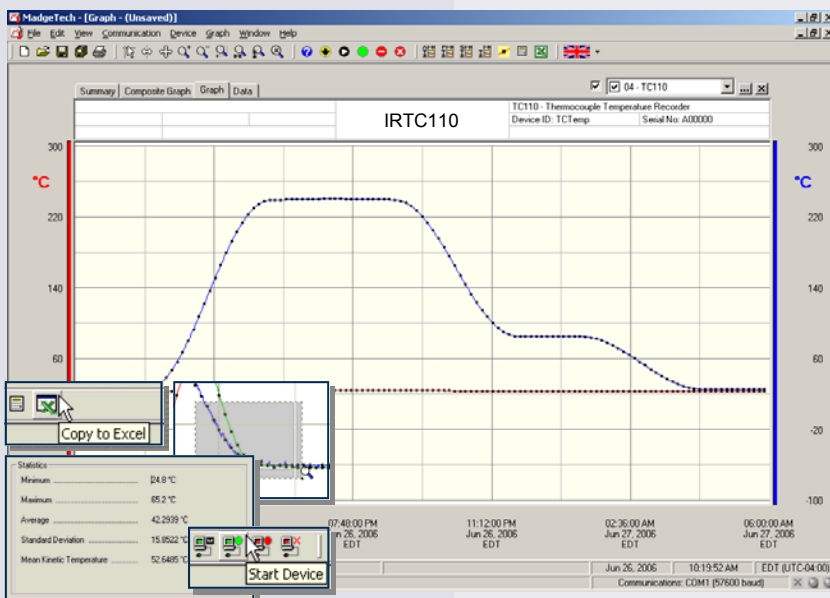 MadgeTech - [Graph - (Unsaved)]
File Edit View Communication Device Graph Window Help
Summary Composite Graph Graph Data
04 - TC110
IRTC110
TC110 - Thermocouple Temperature Recorder
Device ID: TCTemp Serial No: A00000
300 300
°C °C
220 220
140 140
60 60
-20
-100
Copy to Excel
Statistics
Minimum 24.8 °C
Maximum 65.2 °C
Average 42.2939 °C
Standard Deviation 15.8522 °C
Mean Kinetic Temperature 52.6485 °C
Start Device
07:48:00 PM 11:12:00 PM 02:36:00 AM 06:00:00 AM
n 26, 2006 Jun 26, 2006 Jun 27, 2006 Jun 27, 2006
EDT EDT EDT EDT
Jun 26, 2006 10:19:52 AM EDT (UTC-04:00)
Communications: COM1 (57600 baud)